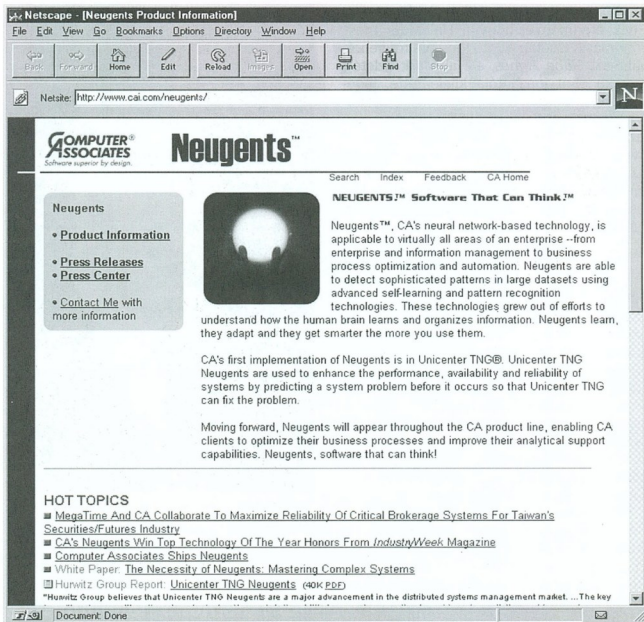 Netscape - [Neugents Product Information]
File Edit View Go Bookmarks Options Directory Window Help
Back Forward Home Edit Reload Images Open Print Find Stop
Netsite: http://www.cai.com/neugents/
N
COMPUTER® ASSOCIATES
Software superior by design.
Neugents™
Search Index Feedback CA Home
Neugents
• Product Information
• Press Releases
• Press Center
• Contact Me with
more information
NEUGENTS™ Software That Can Think™
Neugents™, CA's neural network-based technology, is
applicable to virtually all areas of an enterprise --from
enterprise and information management to business
process optimization and automation. Neugents are able
to detect sophisticated patterns in large datasets using
advanced self-learning and pattern recognition
technologies. These technologies grew out of efforts to
understand how the human brain learns and organizes information. Neugents learn,
they adapt and they get smarter the more you use them.
CA's first implementation of Neugents is in Unicenter TNG®. Unicenter TNG
Neugents are used to enhance the performance, availability and reliability of
systems by predicting a system problem before it occurs so that Unicenter TNG
can fix the problem.
Moving forward, Neugents will appear throughout the CA product line, enabling CA
clients to optimize their business processes and improve their analytical support
capabilities. Neugents, software that can think!
HOT TOPICS
MegaTime And CA Collaborate To Maximize Reliability Of Critical Brokerage Systems For Taiwan's
Securities/Futures Industry
CA's Neugents Win Top Technology Of The Year Honors From IndustryWeek Magazine
Computer Associates Ships Neugents
White Paper: The Necessity of Neugents: Mastering Complex Systems
Hurwitz Group Report: Unicenter TNG Neugents (40K PDF)
"Hurwitz Group believes that Unicenter TNG Neugents are a major advancement in the distributed systems management market. ...The key
Document: Done